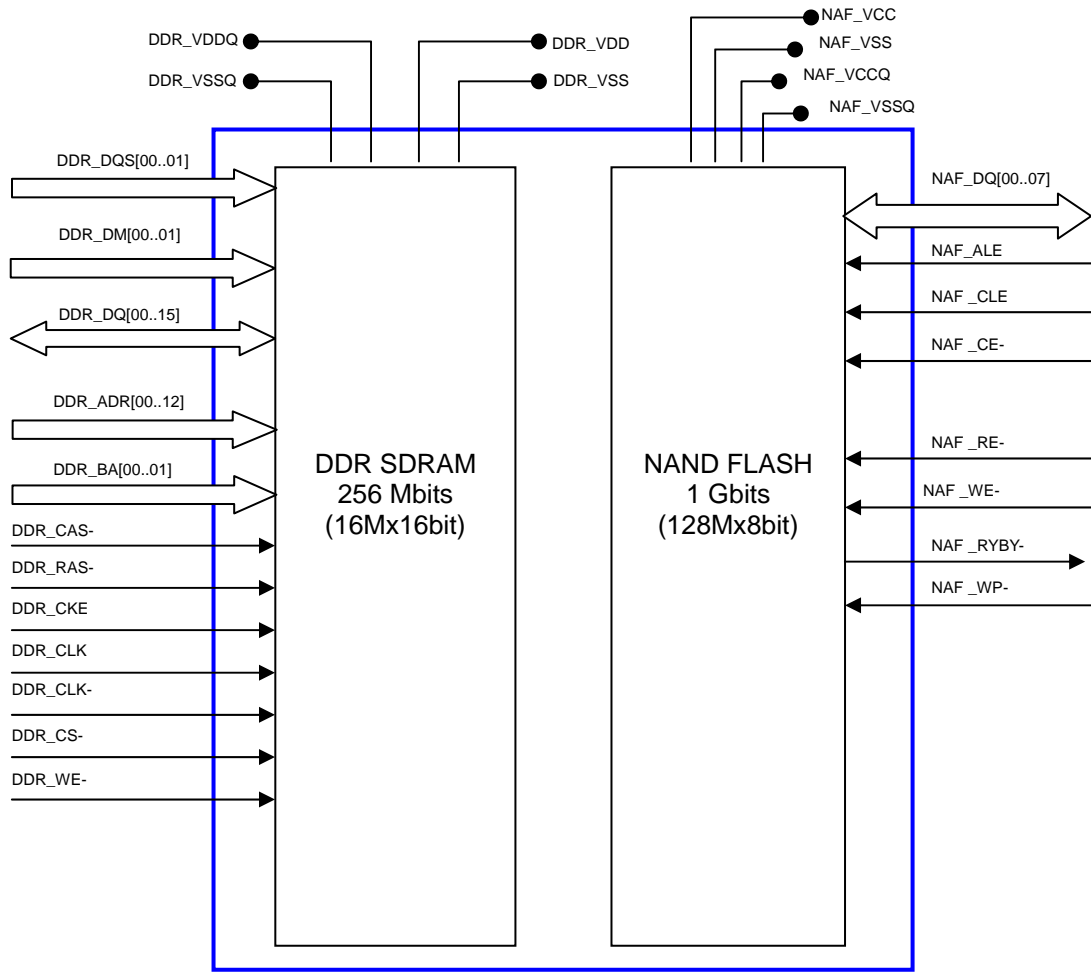 NAF_VCC
DDR_VDDQ
DDR_VDD
NAF_VSS
DDR_VSSQ
DDR_VSS
NAF_VCCQ
NAF_VSSQ
DDR_DQS[00..01]
DDR_DM[00..01]
DDR_DQ[00..15]
DDR_ADR[00..12]
DDR_BA[00..01]
DDR_CAS-
DDR_RAS-
DDR_CKE
DDR_CLK
DDR_CLK-
DDR_CS-
DDR_WE-
DDR SDRAM
256 Mbits
(16Mx16bit)
NAND FLASH
1 Gbits
(128Mx8bit)
NAF_DQ[00..07]
NAF_ALE
NAF _CLE
NAF _CE-
NAF _RE-
NAF _WE-
NAF _RYBY-
NAF _WP-